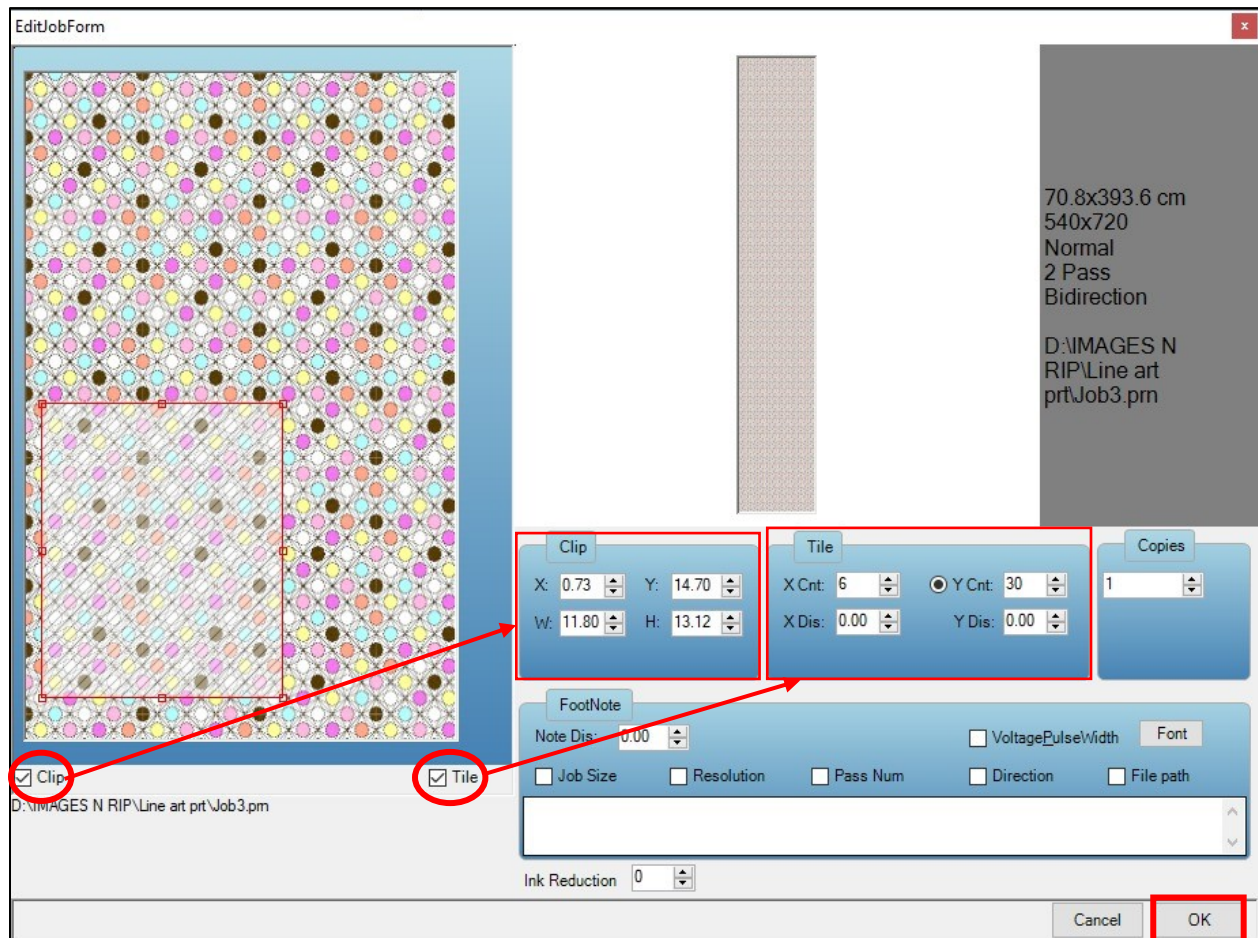 EditJobForm
x
70.8x393.6 cm
540x720
Normal
2 Pass
Bidirection
D:\IMAGES N
RIP\Line art
prt\Job3.prn
Clip
X: 0.73 Y: 14.70
W: 11.80 H: 13.12
Tile
X Cnt: 6 Y Cnt: 30
X Dis: 0.00 Y Dis: 0.00
Copies
1
FootNote
Note Dis: 0.00
VoltagePulseWidth
Font
Job Size Resolution Pass Num Direction File path
Clip
Tile
D:\IMAGES N RIP\Line art prt\Job3.prn
Ink Reduction 0
Cancel OK